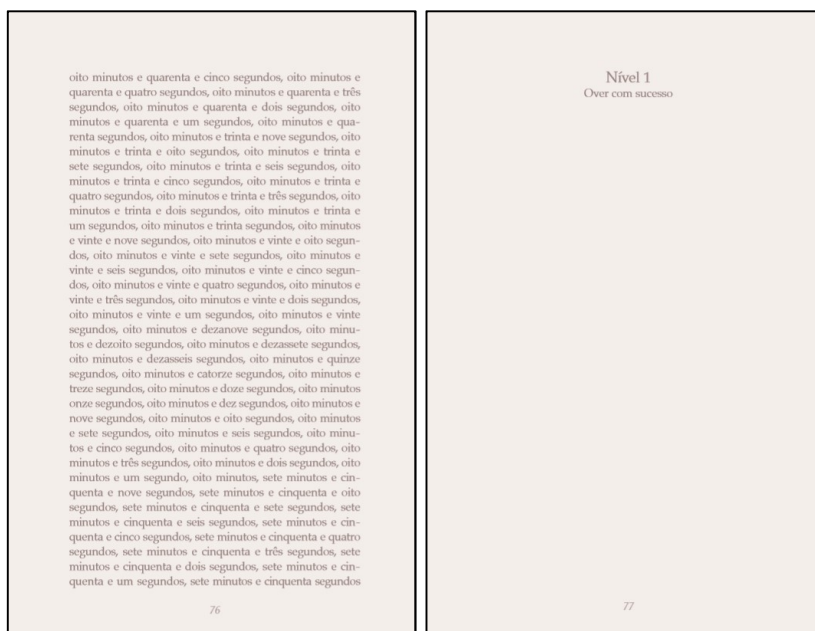 oito minutos e quarenta e cinco segundos, oito minutos e
quarenta e quatro segundos, oito minutos e quarenta e três
segundos, oito minutos e quarenta e dois segundos, oito
minutos e quarenta e um segundos, oito minutos e qua-
renta segundos, oito minutos e trinta e nove segundos, oito
minutos e trinta e oito segundos, oito minutos e trinta e
sete segundos, oito minutos e trinta e seis segundos, oito
minutos e trinta e cinco segundos, oito minutos e trinta e
quatro segundos, oito minutos e trinta e três segundos, oito
minutos e trinta e dois segundos, oito minutos e trinta e
um segundos, oito minutos e trinta segundos, oito minutos
e vinte e nove segundos, oito minutos e vinte e oito segun-
dos, oito minutos e vinte e sete segundos, oito minutos e
vinte e seis segundos, oito minutos e vinte e cinco segun-
dos, oito minutos e vinte e quatro segundos, oito minutos e
vinte e três segundos, oito minutos e vinte e dois segundos,
oito minutos e vinte e um segundos, oito minutos e vinte
segundos, oito minutos e dezanove segundos, oito minu-
tos e dezoito segundos, oito minutos e dezassete segundos,
oito minutos e dezasseis segundos, oito minutos e quinze
segundos, oito minutos e catorze segundos, oito minutos e
treze segundos, oito minutos e doze segundos, oito minutos
onze segundos, oito minutos e dez segundos, oito minutos e
nove segundos, oito minutos e oito segundos, oito minutos
e sete segundos, oito minutos e seis segundos, oito minu-
tos e cinco segundos, oito minutos e quatro segundos, oito
minutos e três segundos, oito minutos e dois segundos, oito
minutos e um segundo, oito minutos, sete minutos e cin-
quenta e nove segundos, sete minutos e cinquenta e oito
segundos, sete minutos e cinquenta e sete segundos, sete
minutos e cinquenta e seis segundos, sete minutos e cin-
quenta e cinco segundos, sete minutos e cinquenta e quatro
segundos, sete minutos e cinquenta e três segundos, sete
minutos e cinquenta e dois segundos, sete minutos e cin-
quenta e um segundos, sete minutos e cinquenta segundos
76
Nível 1
Over com sucesso
77